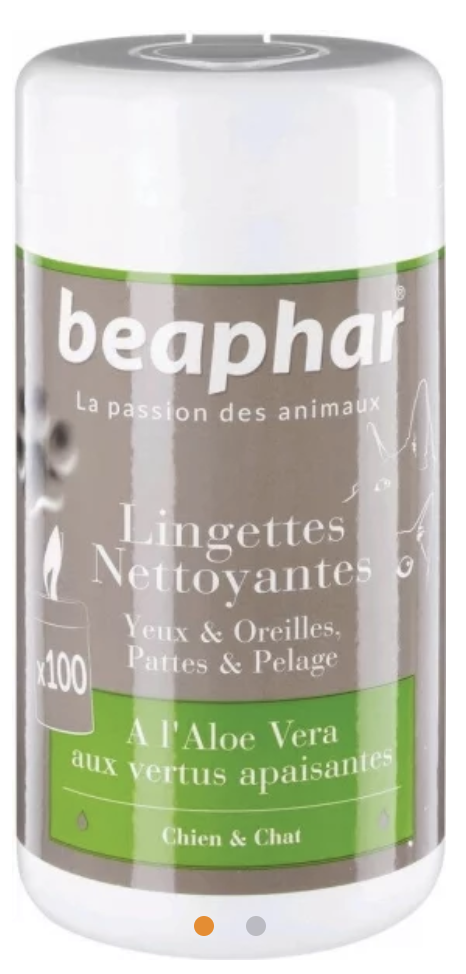 beaphar®
La passion des animaux
Lingettes
Nettoyantes
Yeux & Oreilles,
Pattes & Pelage
x100
A l'Aloe Vera
aux vertus apaisantes
Chien & Chat